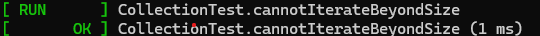 [ RUN      ] CollectionTest.cannotIterateBeyondSize
[       OK ] CollectionTest.cannotIterateBeyondSize (1 ms)